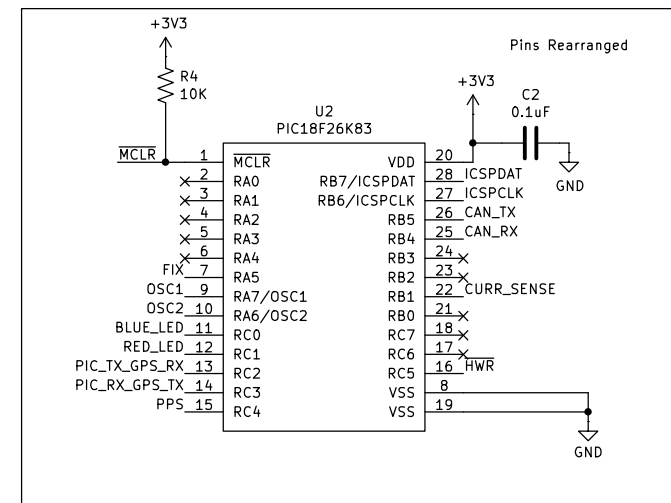 +3V3
Pins Rearranged
R4
10K
+3V3
C2
0.1uF
U2
PIC18F26K83
GND
MCLR 1 MCLR VDD 20
2 RA0 RB7/ICSPDAT 28 ICSPDAT
3 RA1 RB6/ICSPCLK 27 ICSPCLK
4 RA2 RB5 26 CAN_TX
5 RA3 RB4 25 CAN_RX
6 RA4 RB3 24
FIX 7 RA5 RB2 23
OSC1 9 RA7/OSC1 RB1 22 CURR_SENSE
OSC2 10 RA6/OSC2 RB0 21
BLUE_LED 11 RC0 RC7 18
RED_LED 12 RC1 RC6 17
PIC_TX_GPS_RX 13 RC2 RC5 16 HWR
PIC_RX_GPS_TX 14 RC3 VSS 8
PPS 15 RC4 VSS 19
GND